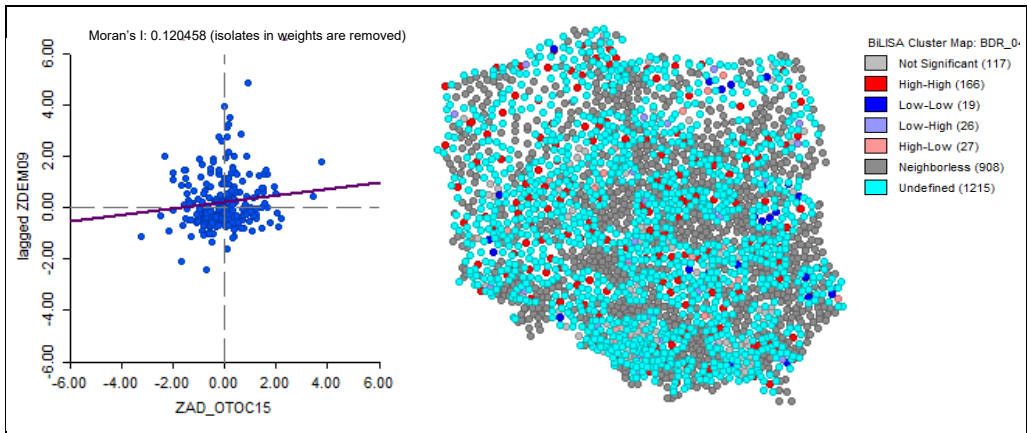 Moran's I: 0.120458 (isolates in weights are removed)
6.00
4.00
2.00
0.00
-2.00
-4.00
-6.00
lagged ZDEM09
-6.00 -4.00 -2.00 0.00 2.00 4.00 6.00
ZAD_OTOC15
BiLISA Cluster Map: BDR_0
Not Significant (117)
High-High (166)
Low-Low (19)
Low-High (26)
High-Low (27)
Neighborless (908)
Undefined (1215)